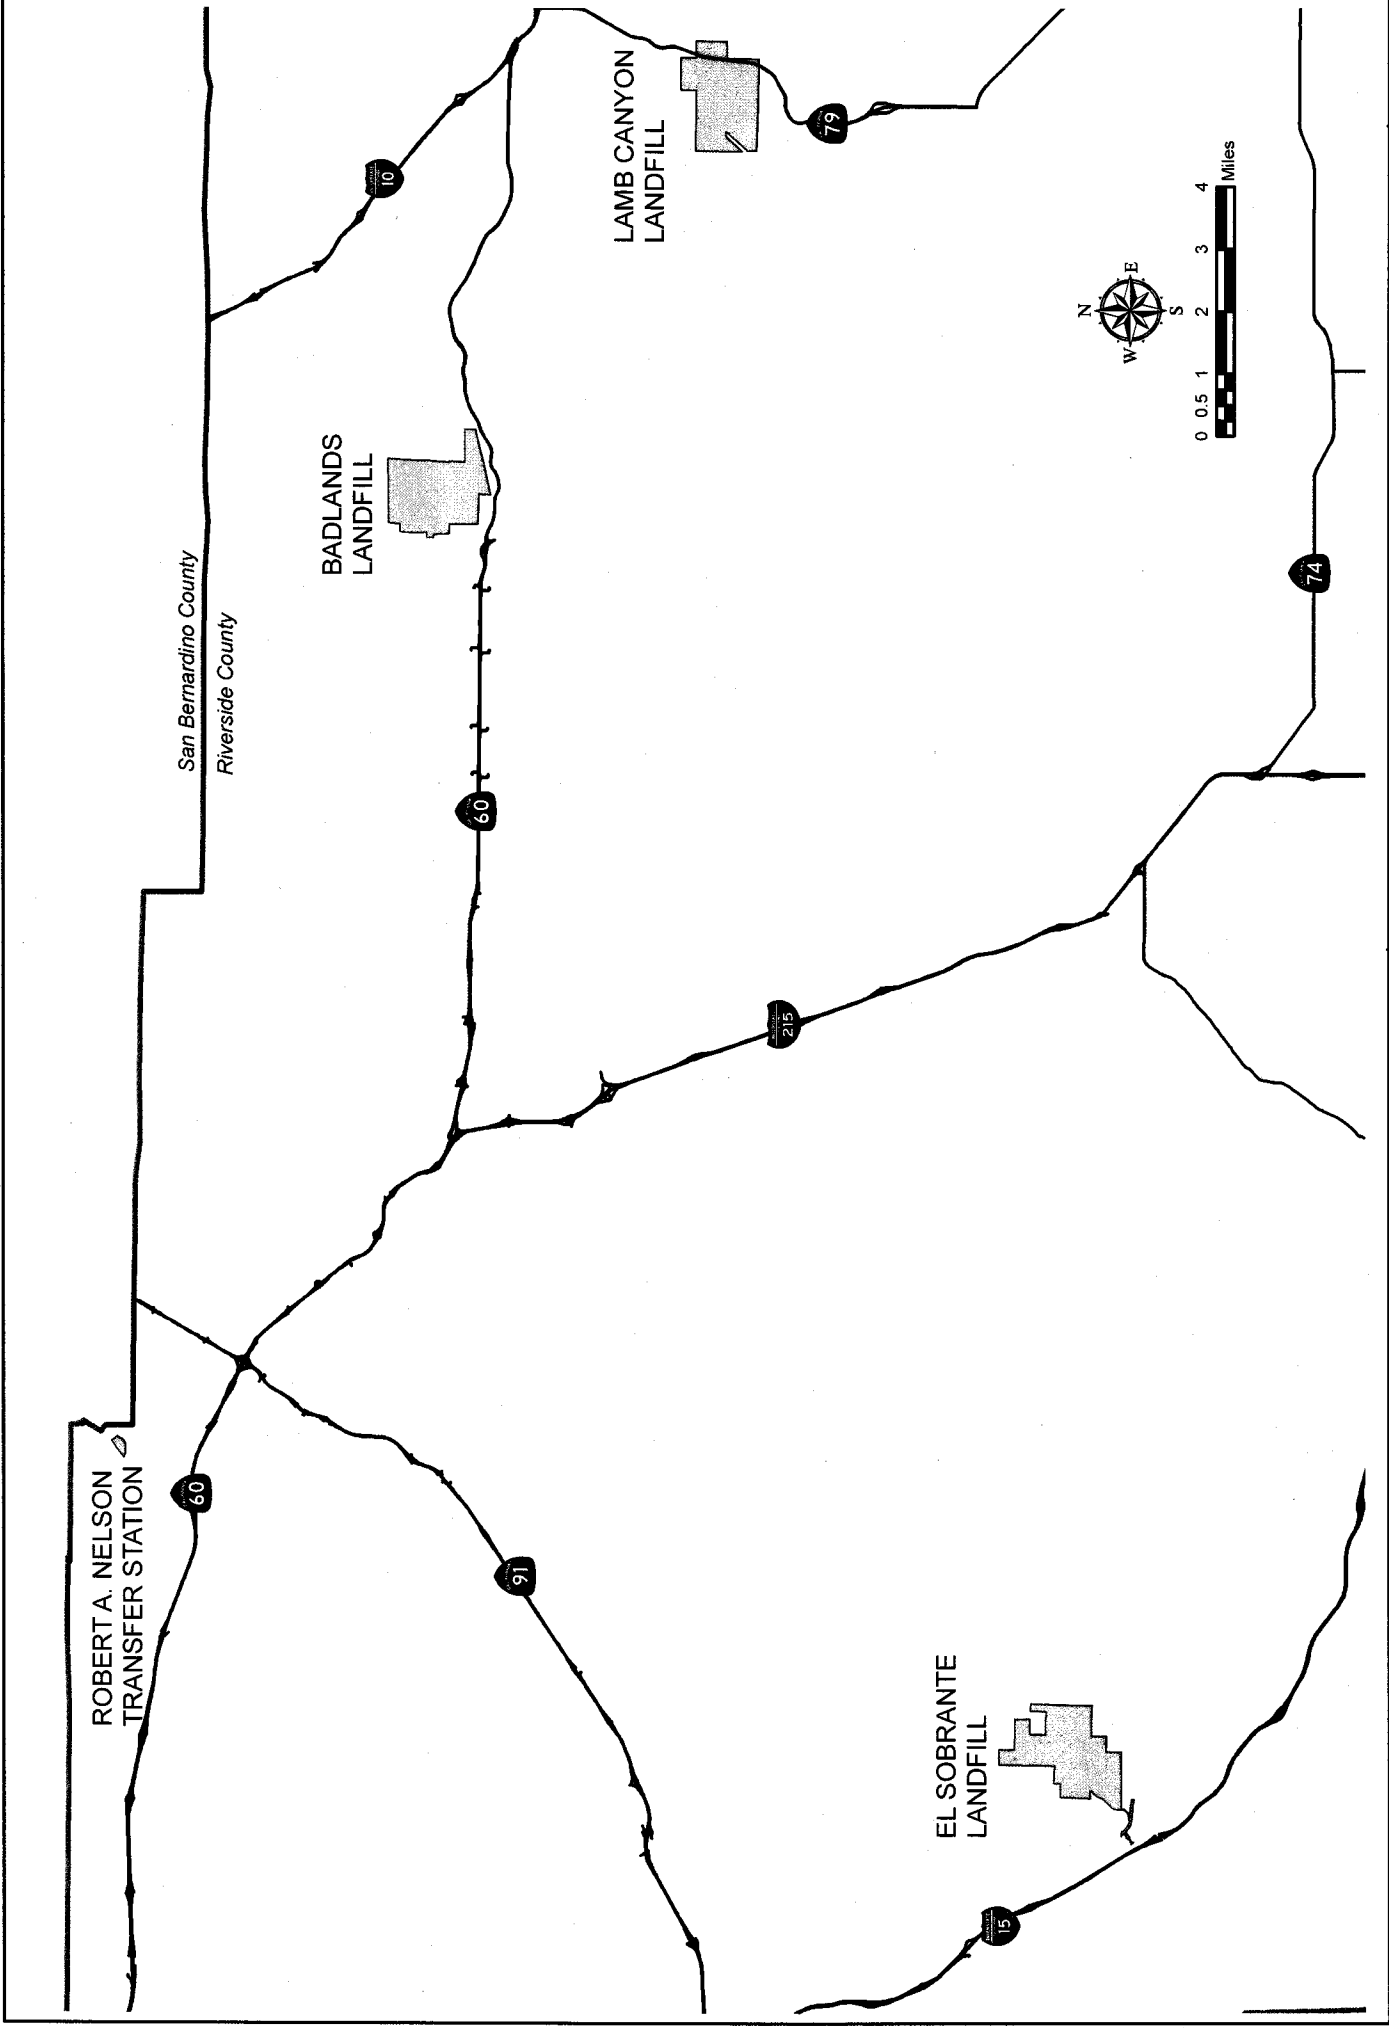 San Bernardino County
Riverside County
ROBERT A. NELSON
TRANSFER STATION
60
91
60
BADLANDS
LANDFILL
10
LAMB CANYON
LANDFILL
79
215
EL SOBRANTE
LANDFILL
15
74
N
W
E
S
0 0.5 1 2 3 4
Miles